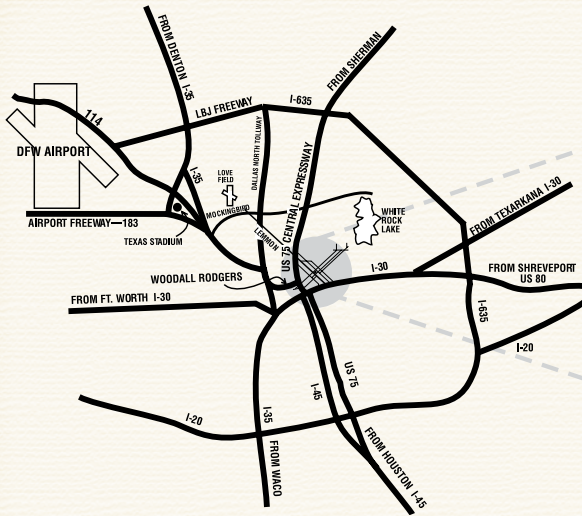 FROM DENTON I-35
FROM SHERMAN
114
LBJ FREEWAY
I-635
DFW AIRPORT
I-35
LOVE
FIELD
DALLAS NORTH TOLLWAY
US 75 CENTRAL EXPRESSWAY
MOCKINGBIRD
WHITE
ROCK
LAKE
FROM TEXARKANA I-30
AIRPORT FREEWAY—183
TEXAS STADIUM
LEMMON
WOODALL RODGERS
I-30
FROM SHREVEPORT
US 80
FROM FT. WORTH I-30
I-635
I-20
US 75
I-45
I-35
I-20
FROM WACO
FROM HOUSTON I-45